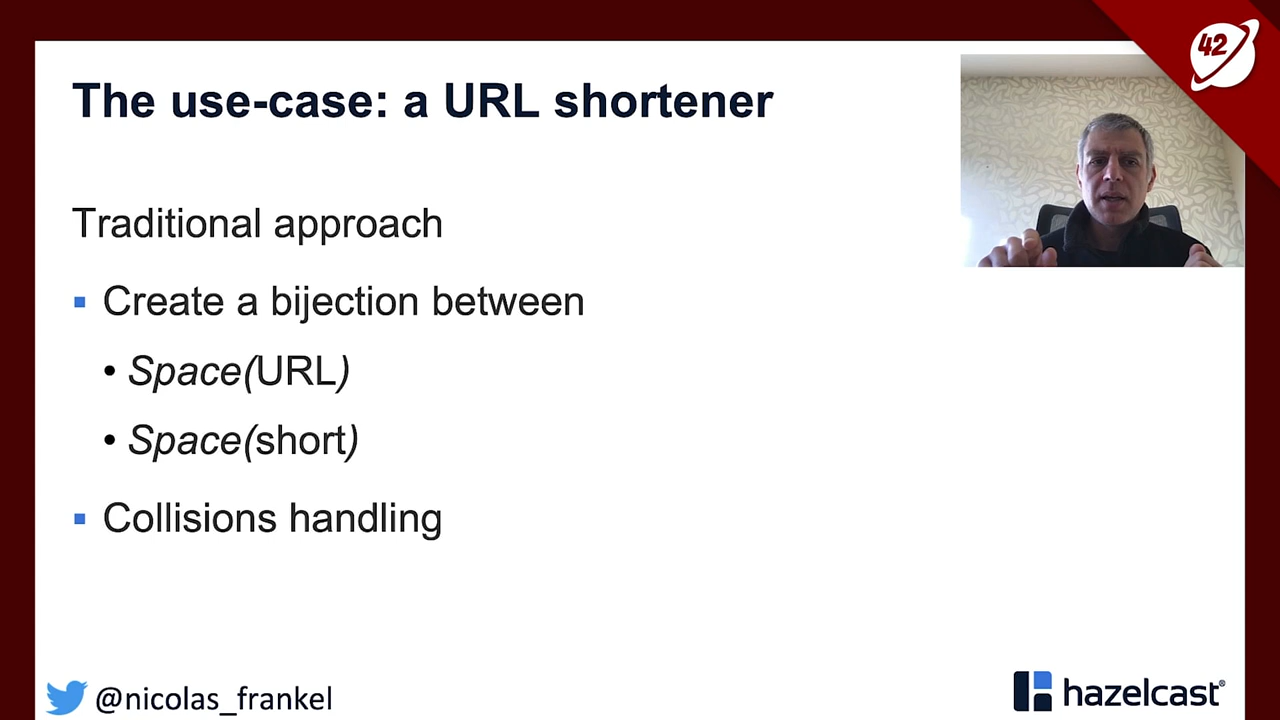 42
The use-case: a URL shortener
Traditional approach
▪ Create a bijection between
• Space(URL)
• Space(short)
▪ Collisions handling
@nicolas_frankel
hazelcast®